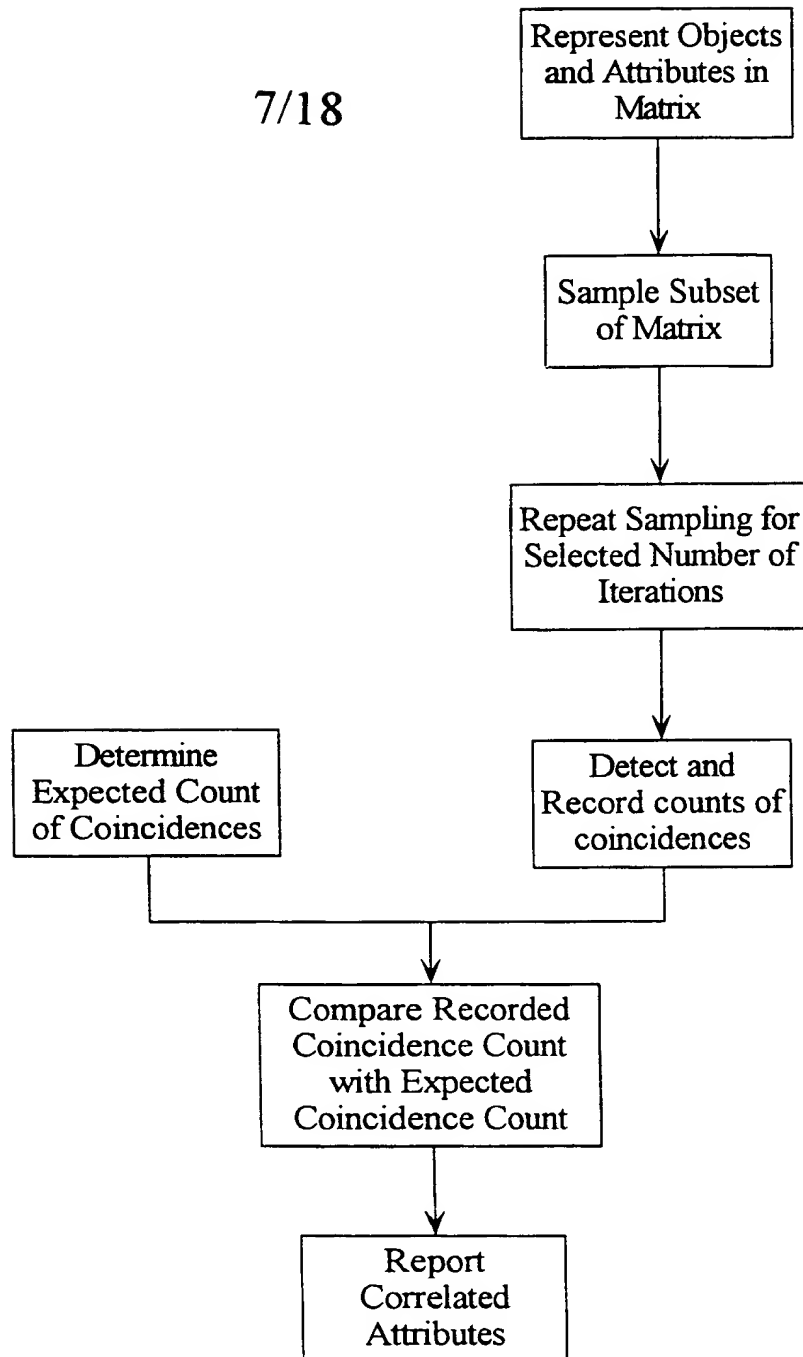 7/18
Represent Objects
and Attributes in
Matrix
Sample Subset
of Matrix
Repeat Sampling for
Selected Number of
Iterations
Determine
Expected Count
of Coincidences
Detect and
Record counts of
coincidences
Compare Recorded
Coincidence Count
with Expected
Coincidence Count
Report
Correlated
Attributes